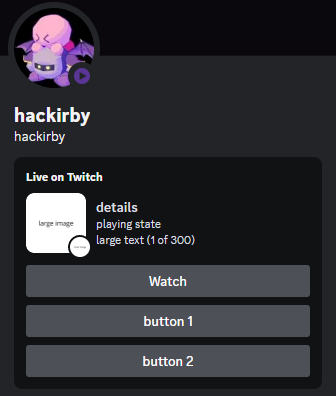 hackirby
hackirby
Live on Twitch
large image
details
playing state
large text (1 of 300)
Watch
button 1
button 2